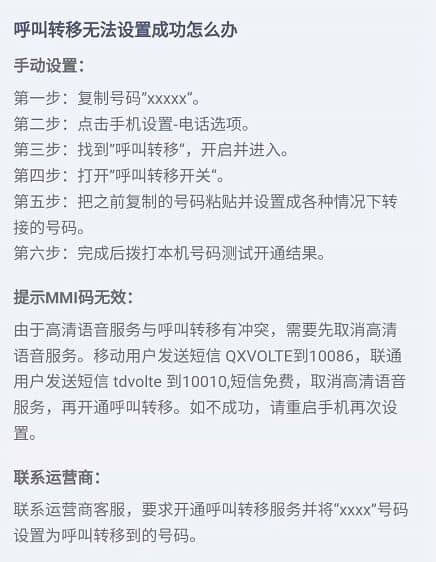 呼叫转移无法设置成功怎么办
手动设置：
第一步：复制号码”xxxxx“。
第二步：点击手机设置-电话选项。
第三步：找到”呼叫转移“，开启并进入。
第四步：打开”呼叫转移开关“。
第五步：把之前复制的号码粘贴并设置成各种情况下转
接的号码。
第六步：完成后拨打本机号码测试开通结果。
提示MMI码无效：
由于高清语音服务与呼叫转移有冲突，需要先取消高清
语音服务。移动用户发送短信 QXVOLTE到10086，联通
用户发送短信 tdvolte 到10010,短信免费，取消高清语音
服务，再开通呼叫转移。如不成功，请重启手机再次设
置。
联系运营商：
联系运营商客服，要求开通呼叫转移服务并将“xxxx”号码
设置为呼叫转移到的号码。